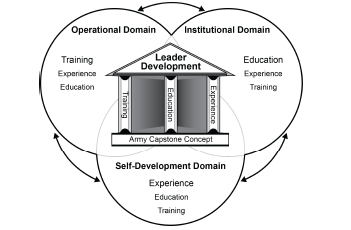 Operational Domain
Institutional Domain
Training
Experience
Education
Leader
Development
Education
Experience
Training
Training
Education
Experience
Army Capstone Concept
Self-Development Domain
Experience
Education
Training